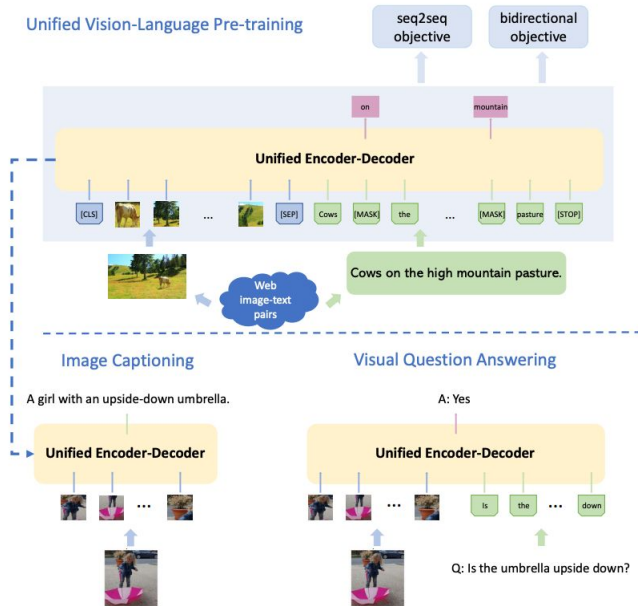 Unified Vision-Language Pre-training
seq2seq
objective
bidirectional
objective
on
mountain
Unified Encoder-Decoder
[CLS]
...
[SEP]
Cows
[MASK]
the
...
[MASK]
pasture
[STOP]
Web
image-text
pairs
Cows on the high mountain pasture.
Image Captioning
A girl with an upside-down umbrella.
Unified Encoder-Decoder
...
Visual Question Answering
A: Yes
Unified Encoder-Decoder
...
Is
the
...
down
Q: Is the umbrella upside down?